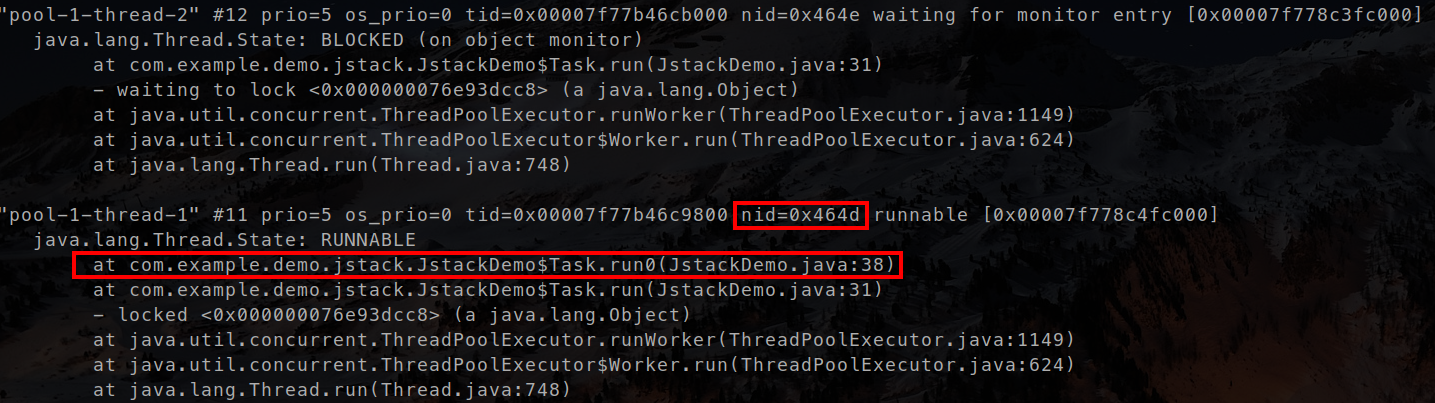 "pool-1-thread-2" #12 prio=5 os_prio=0 tid=0x00007f77b46cb000 nid=0x464e waiting for monitor entry [0x00007f778c3fc000]
java.lang.Thread.State: BLOCKED (on object monitor)
at com.example.demo.jstack.JstackDemo$Task.run(JstackDemo.java:31)
- waiting to lock <0x000000076e93dcc8> (a java.lang.Object)
at java.util.concurrent.ThreadPoolExecutor.runWorker(ThreadPoolExecutor.java:1149)
at java.util.concurrent.ThreadPoolExecutor$Worker.run(ThreadPoolExecutor.java:624)
at java.lang.Thread.run(Thread.java:748)
"pool-1-thread-1" #11 prio=5 os_prio=0 tid=0x00007f77b46c9800 nid=0x464d runnable [0x00007f778c4fc000]
java.lang.Thread.State: RUNNABLE
at com.example.demo.jstack.JstackDemo$Task.run0(JstackDemo.java:38)
at com.example.demo.jstack.JstackDemo$Task.run(JstackDemo.java:31)
- locked <0x000000076e93dcc8> (a java.lang.Object)
at java.util.concurrent.ThreadPoolExecutor.runWorker(ThreadPoolExecutor.java:1149)
at java.util.concurrent.ThreadPoolExecutor$Worker.run(ThreadPoolExecutor.java:624)
at java.lang.Thread.run(Thread.java:748)